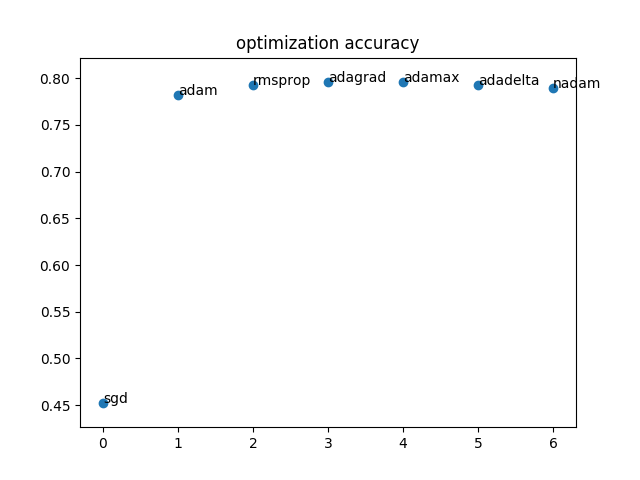 optimization accuracy
0.80
0.75
0.70
0.65
0.60
0.55
0.50
0.45
sgd
adam
rmsprop
adagrad
adamax
adadelta
nadam
0 1 2 3 4 5 6